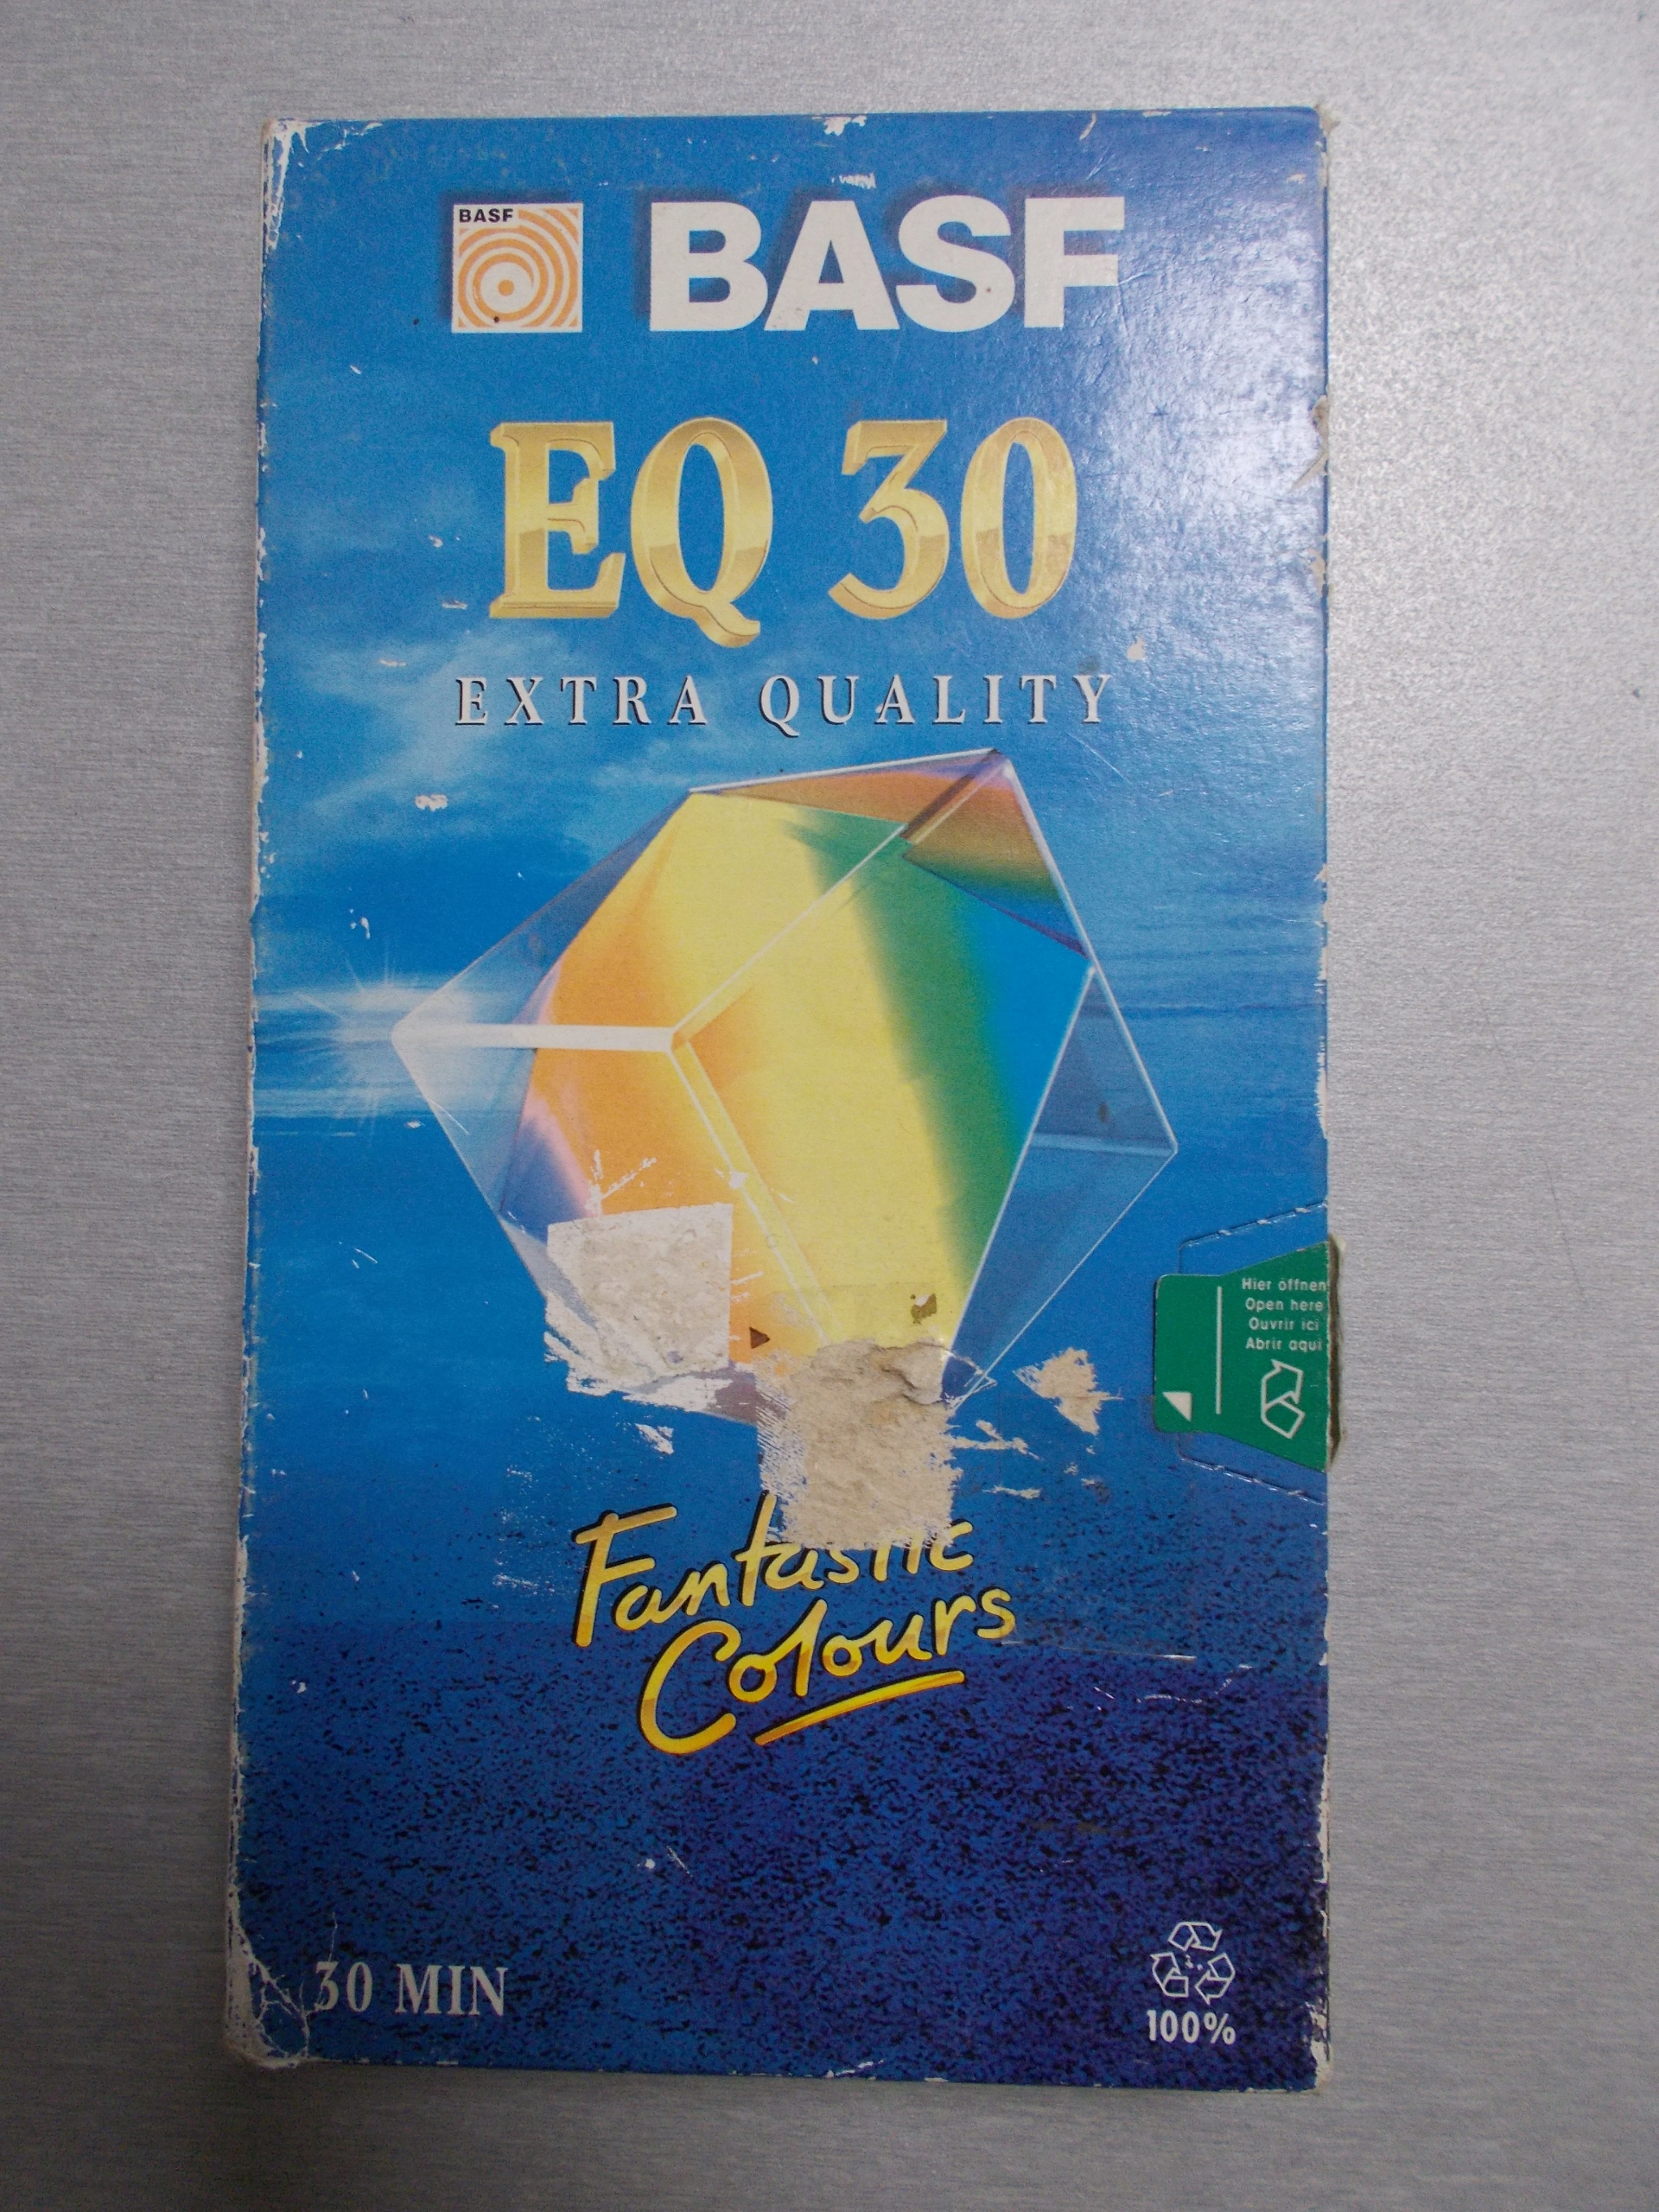 BASF
BASF
EQ 30
EXTRA QUALITY
Hier öffnen
Open here
Ouvrir ici
Abrir aqui
Fantastic
Colours
30 MIN
100%